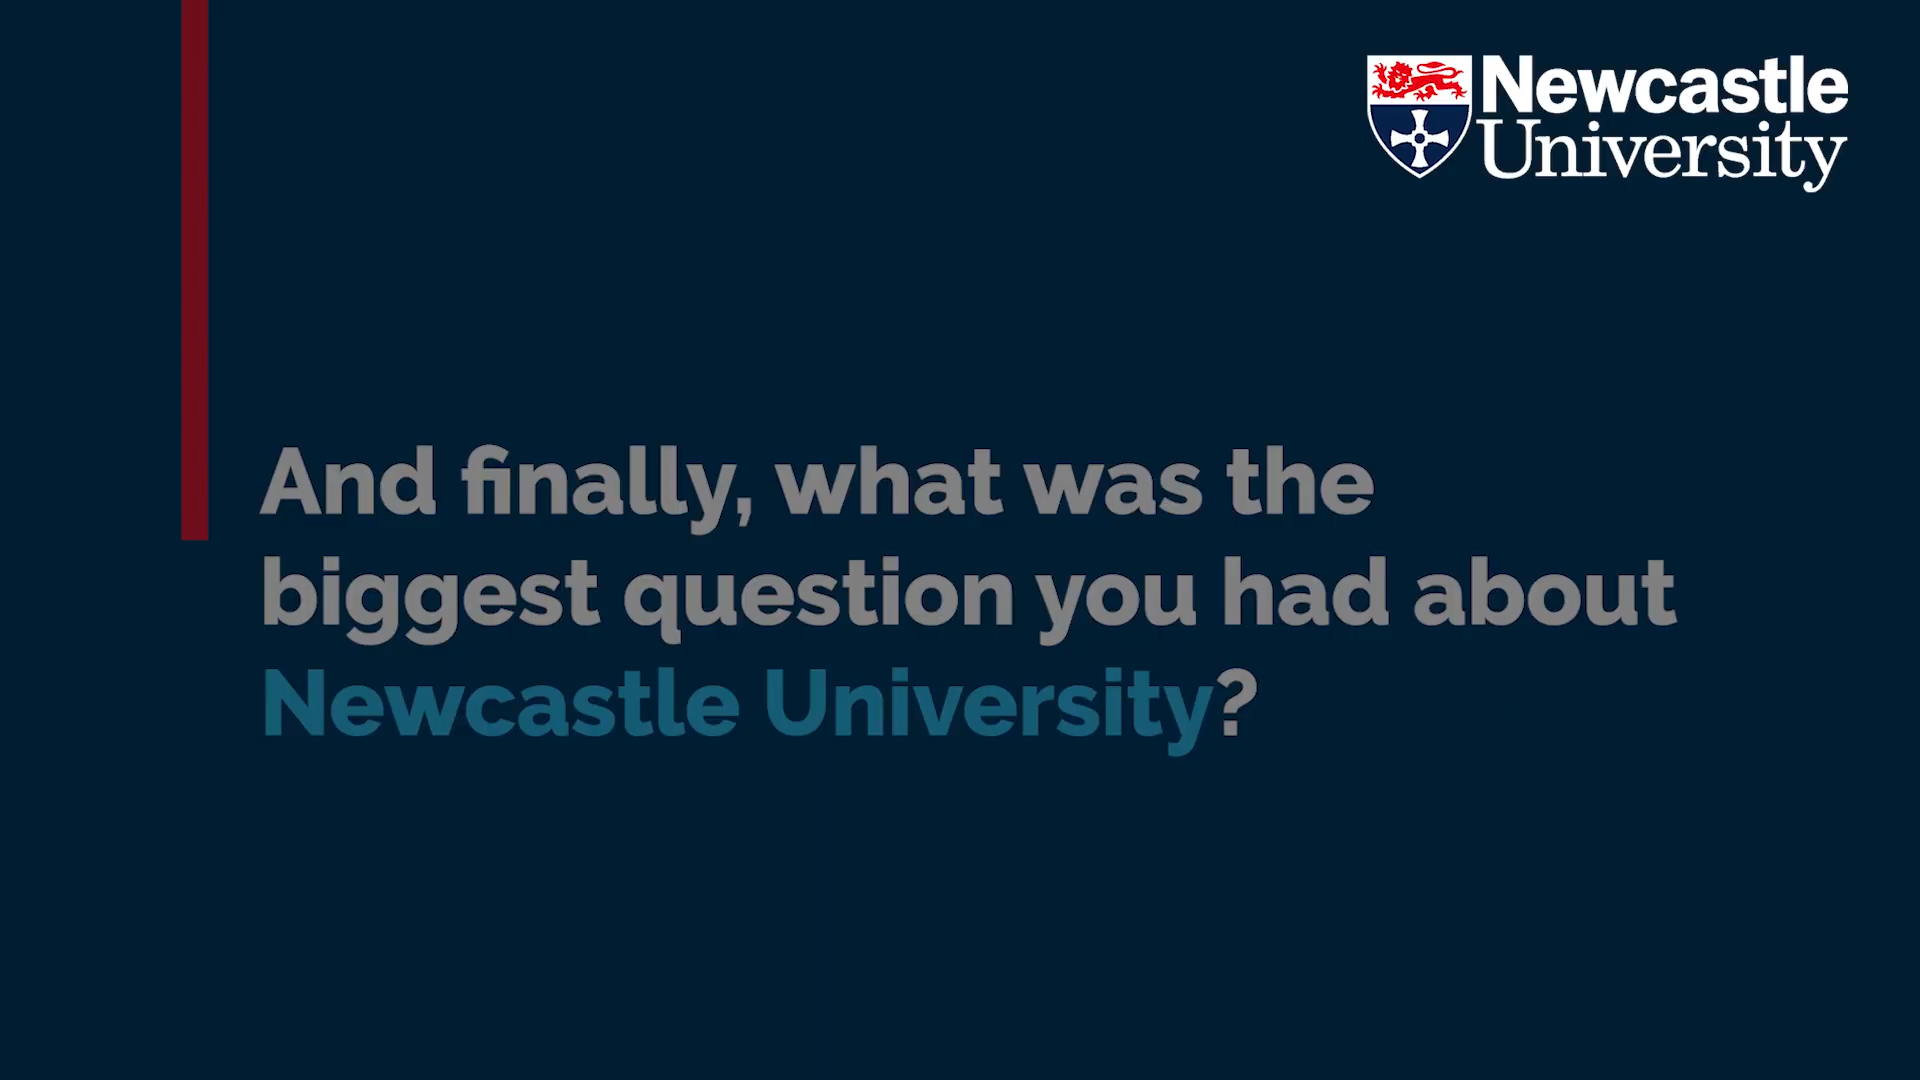 Newcastle
University
And finally, what was the
biggest question you had about
Newcastle University?